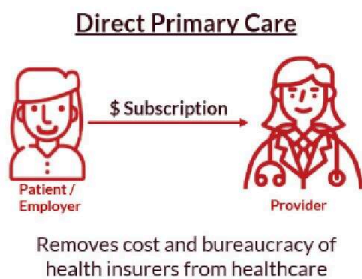 Direct Primary Care
$ Subscription
Patient /
Employer
Provider
Removes cost and bureaucracy of
health insurers from healthcare